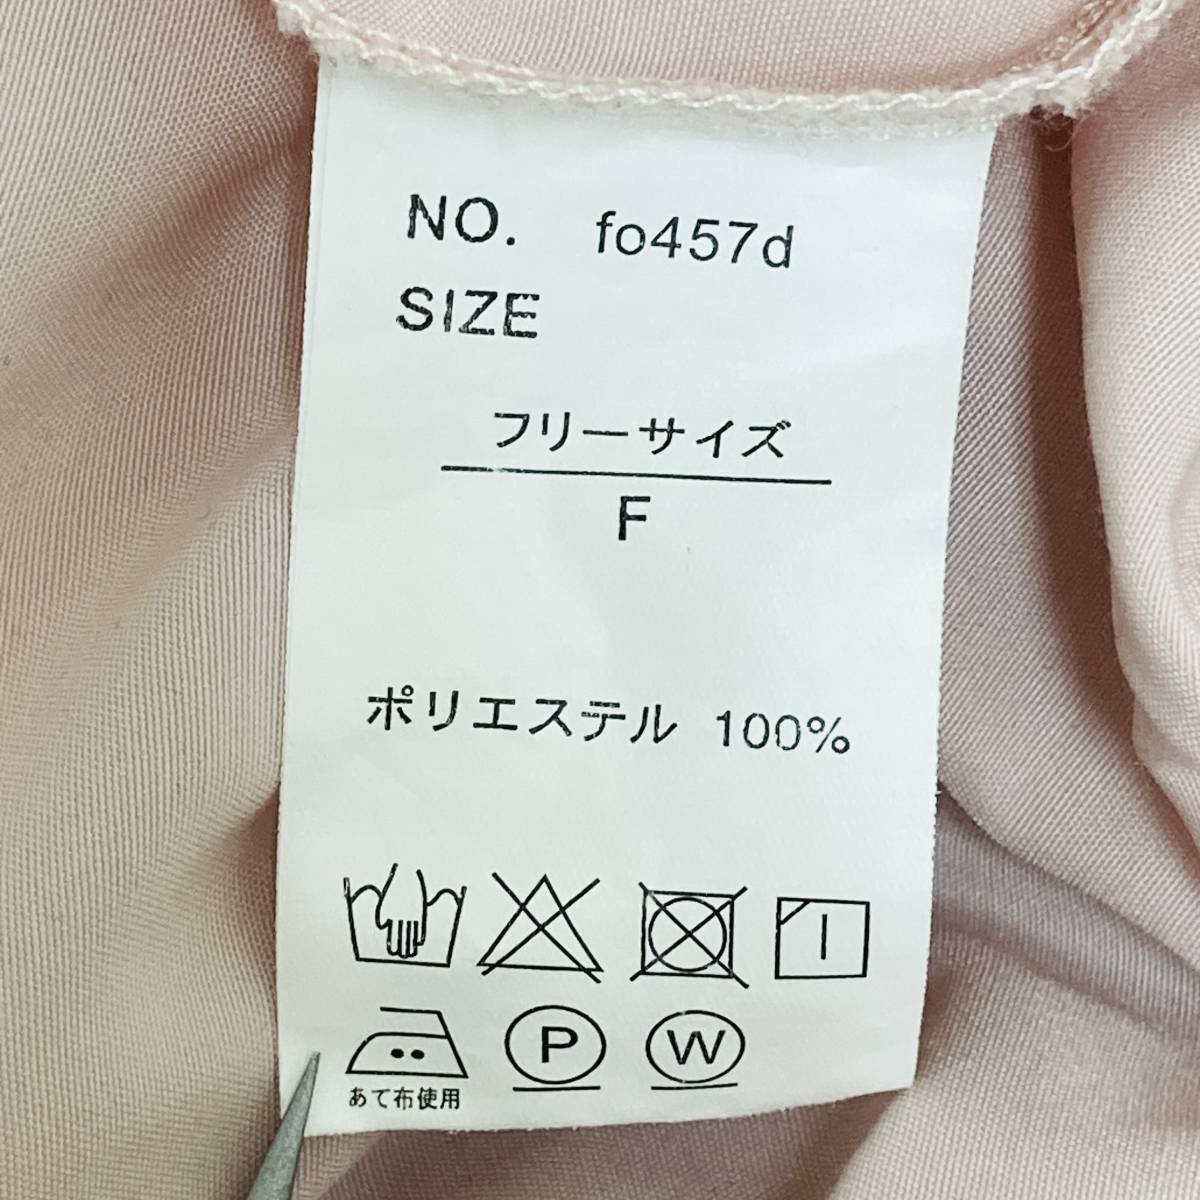 NO. fo457d
SIZE
フリーサイズ
F
ポリエステル 100%
あて布使用
P
W